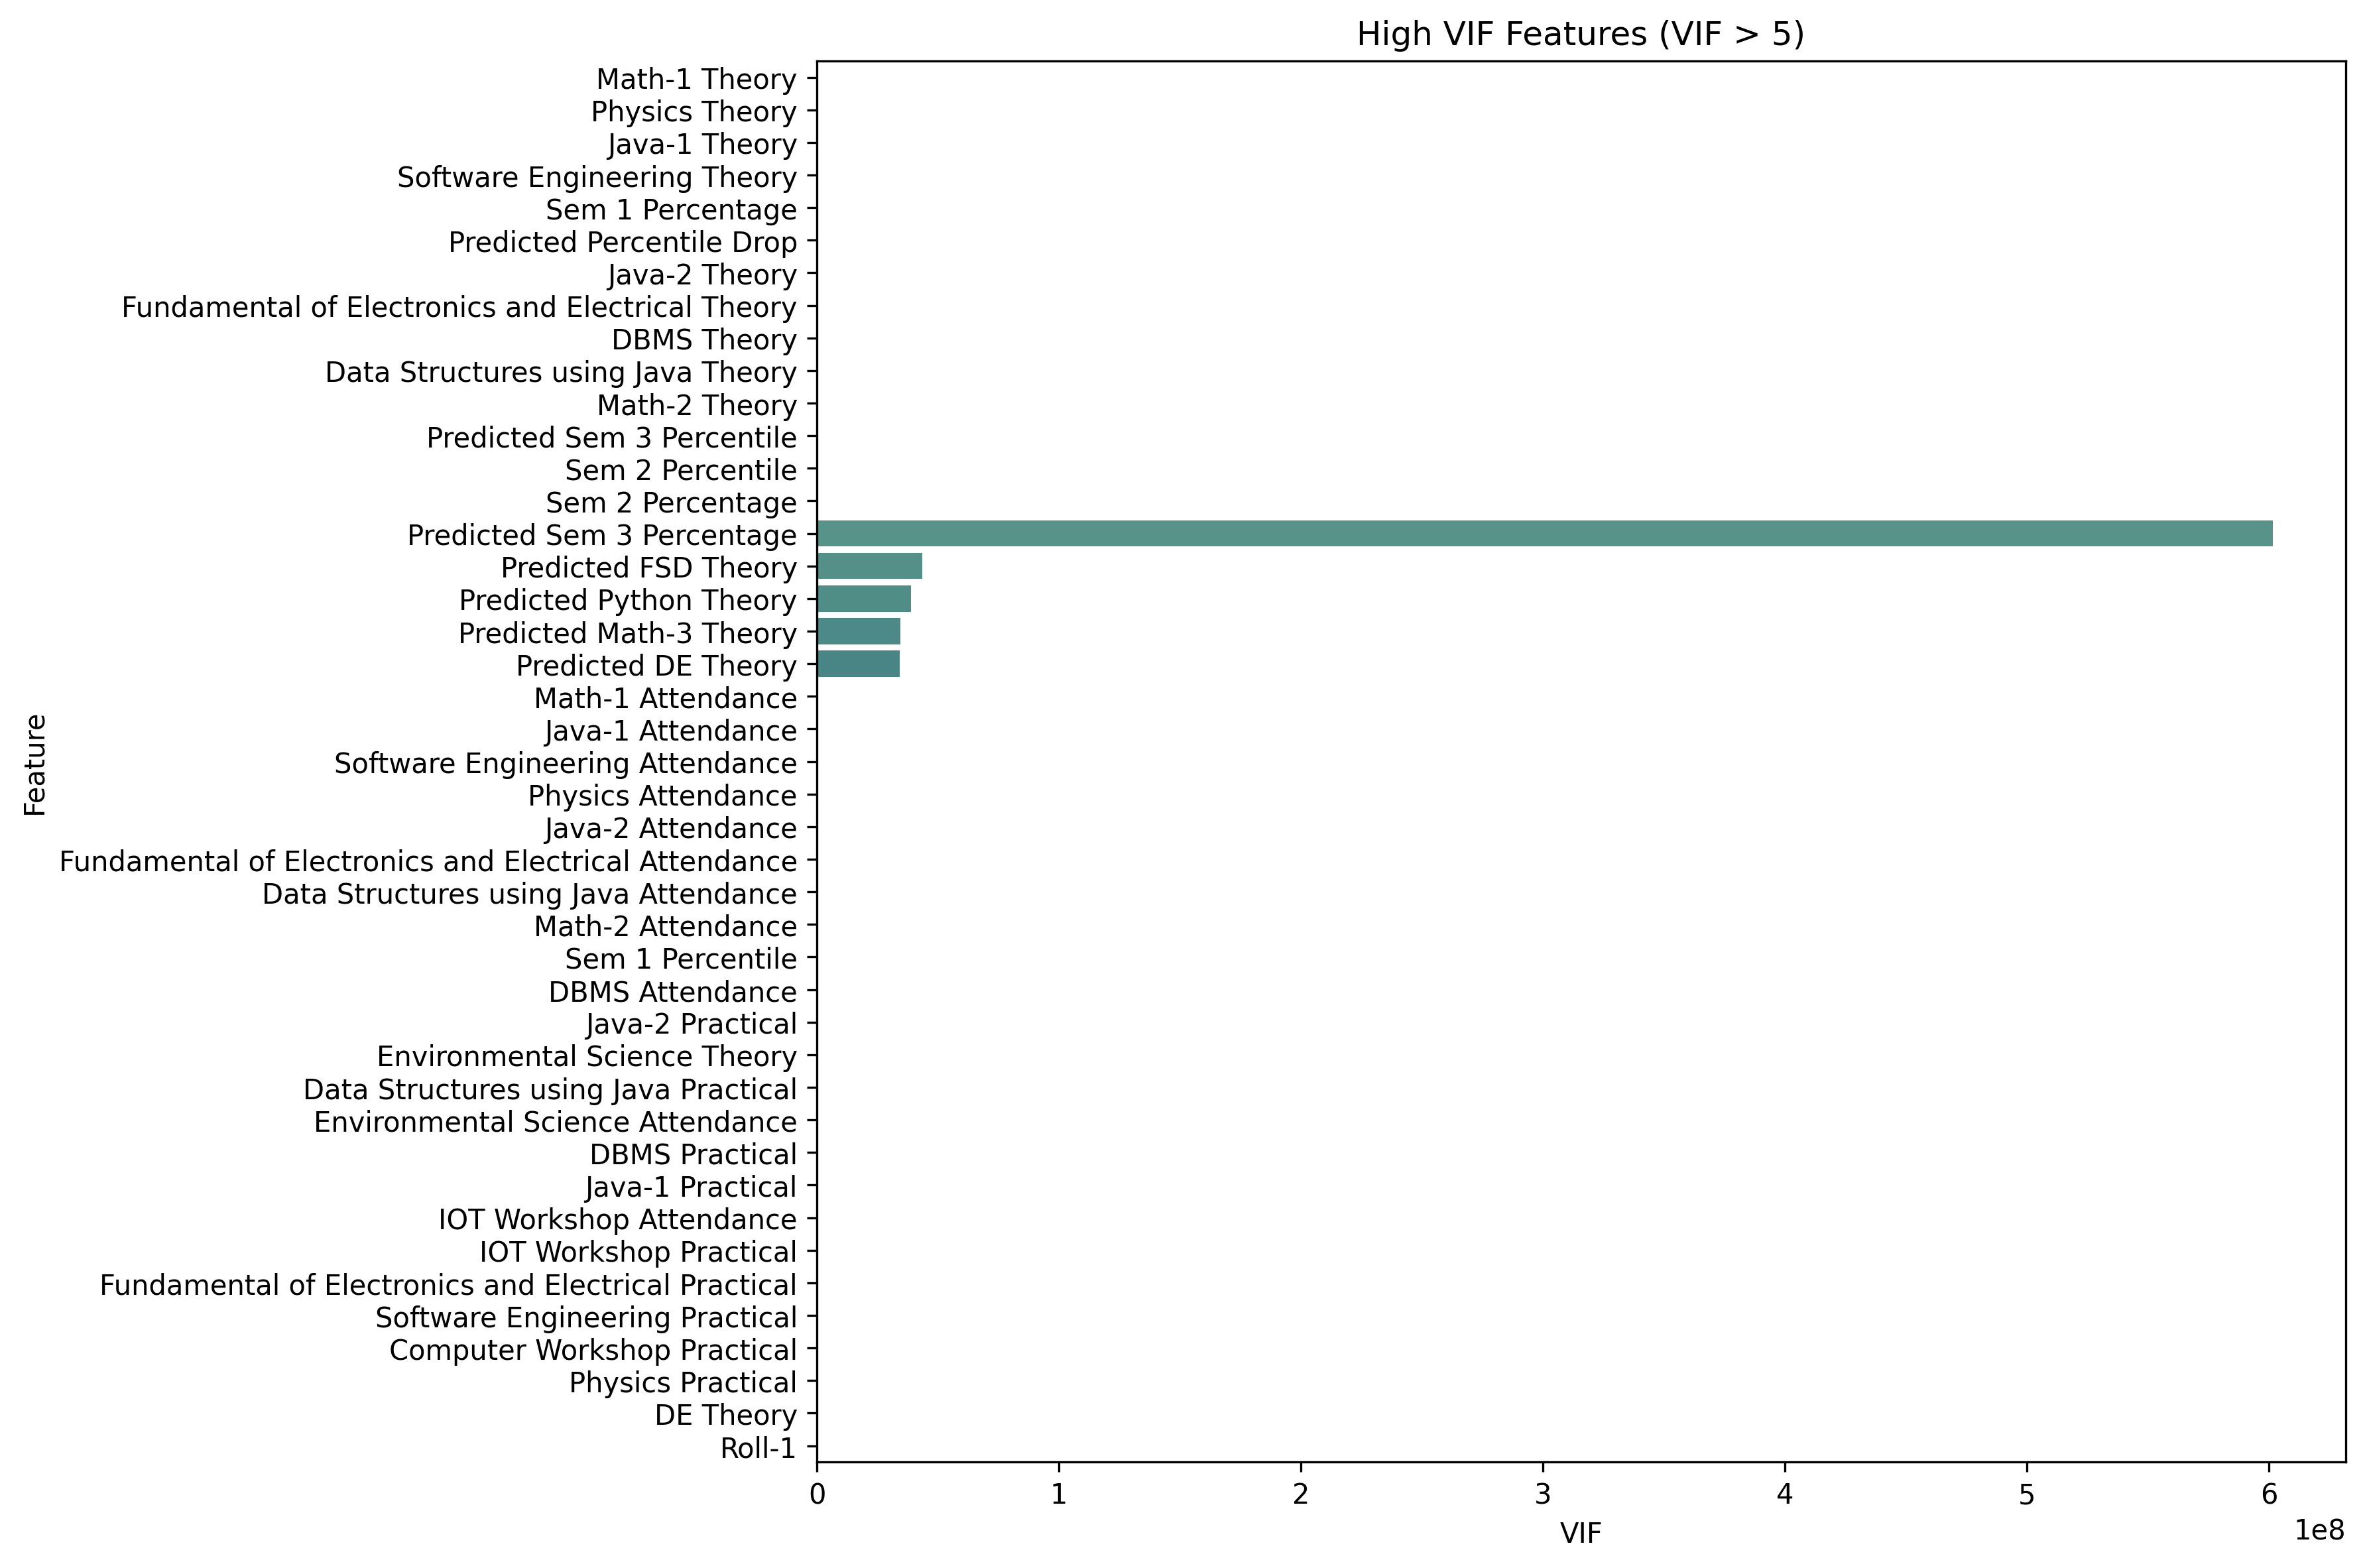 High VIF Features (VIF > 5)
Math-1 Theory
Physics Theory
Java-1 Theory
Software Engineering Theory
Sem 1 Percentage
Predicted Percentile Drop
Java-2 Theory
Fundamental of Electronics and Electrical Theory
DBMS Theory
Data Structures using Java Theory
Math-2 Theory
Predicted Sem 3 Percentile
Sem 2 Percentile
Sem 2 Percentage
Predicted Sem 3 Percentage
Predicted FSD Theory
Predicted Python Theory
Predicted Math-3 Theory
Predicted DE Theory
Math-1 Attendance
Java-1 Attendance
Software Engineering Attendance
Physics Attendance
Java-2 Attendance
Fundamental of Electronics and Electrical Attendance
Data Structures using Java Attendance
Math-2 Attendance
Sem 1 Percentile
DBMS Attendance
Java-2 Practical
Environmental Science Theory
Data Structures using Java Practical
Environmental Science Attendance
DBMS Practical
Java-1 Practical
IOT Workshop Attendance
IOT Workshop Practical
Fundamental of Electronics and Electrical Practical
Software Engineering Practical
Computer Workshop Practical
Physics Practical
DE Theory
Roll-1
Feature
0 1 2 3 4 5 6
1e8
VIF